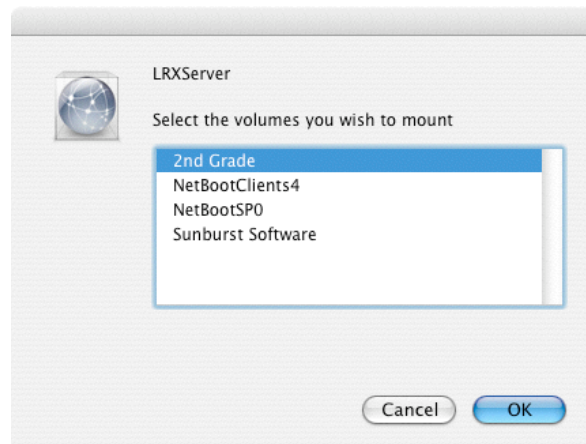 LRXServer
Select the volumes you wish to mount
2nd Grade
NetBootClients4
NetBootSP0
Sunburst Software
Cancel
OK